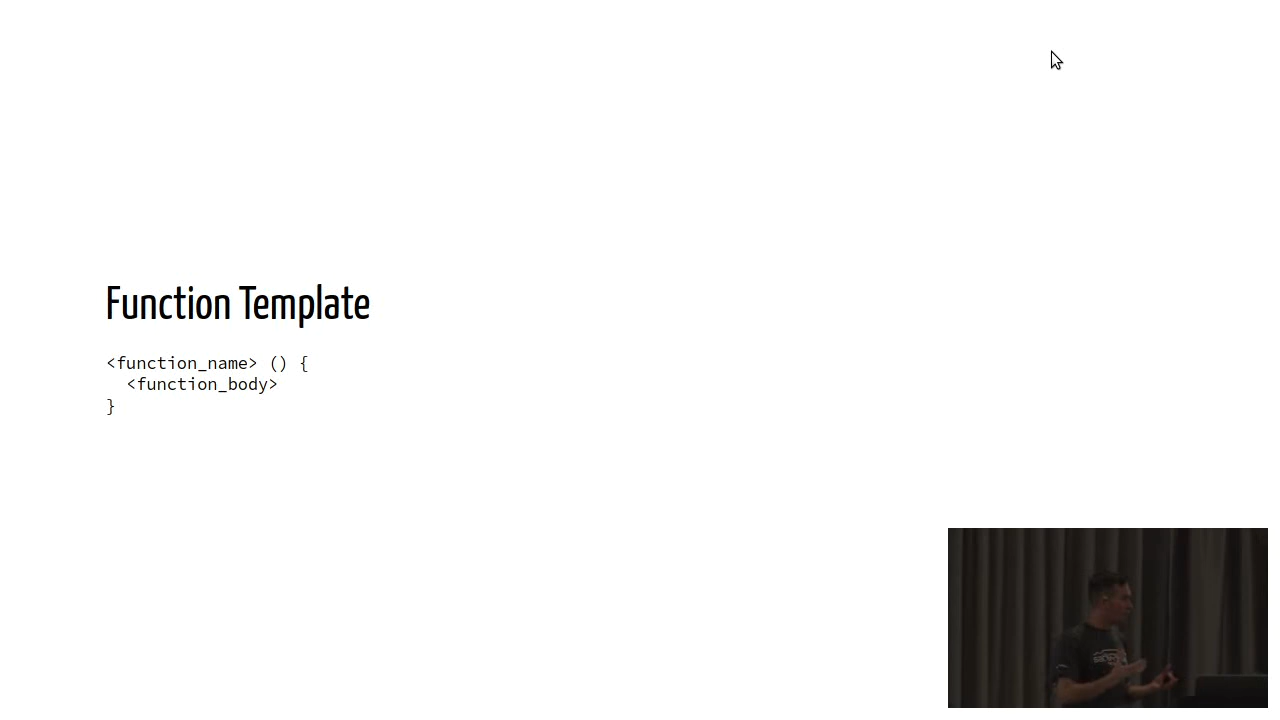 Function Template
<function_name> () {
<function_body>
}